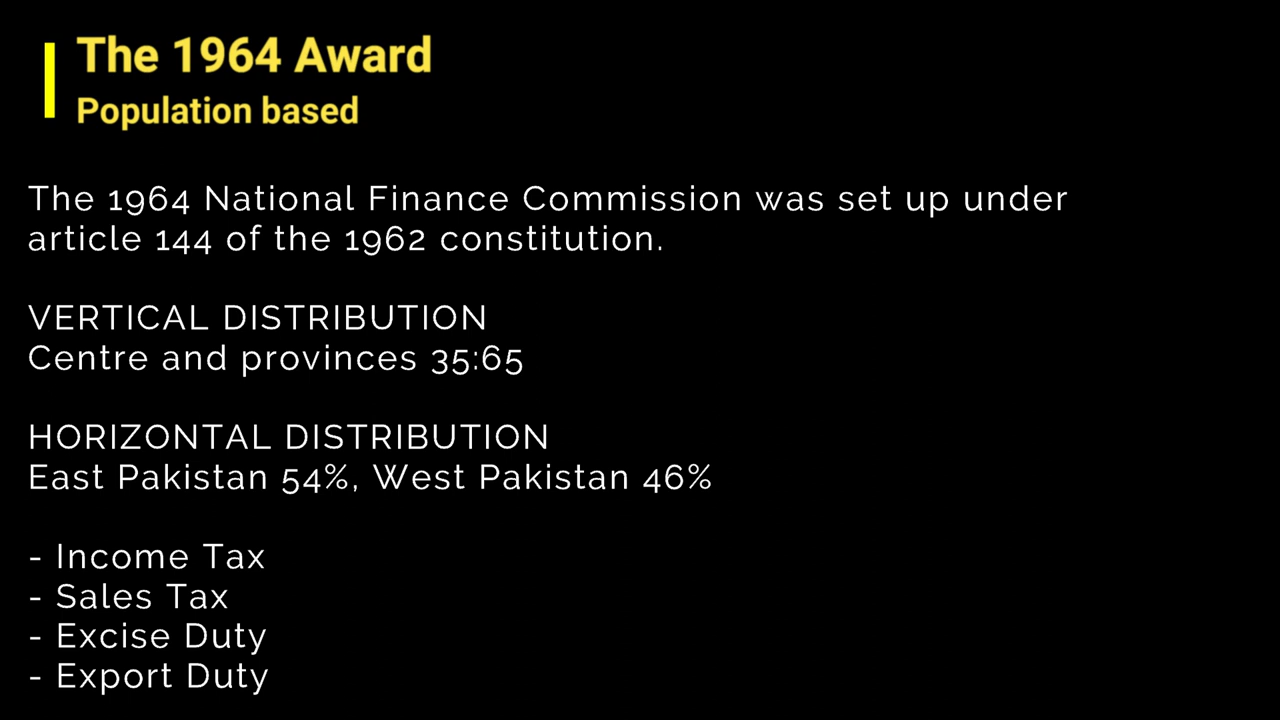 The 1964 Award
Population based
The 1964 National Finance Commission was set up under
article 144 of the 1962 constitution.
VERTICAL DISTRIBUTION
Centre and provinces 35:65
HORIZONTAL DISTRIBUTION
East Pakistan 54%, West Pakistan 46%
- Income Tax
- Sales Tax
- Excise Duty
- Export Duty